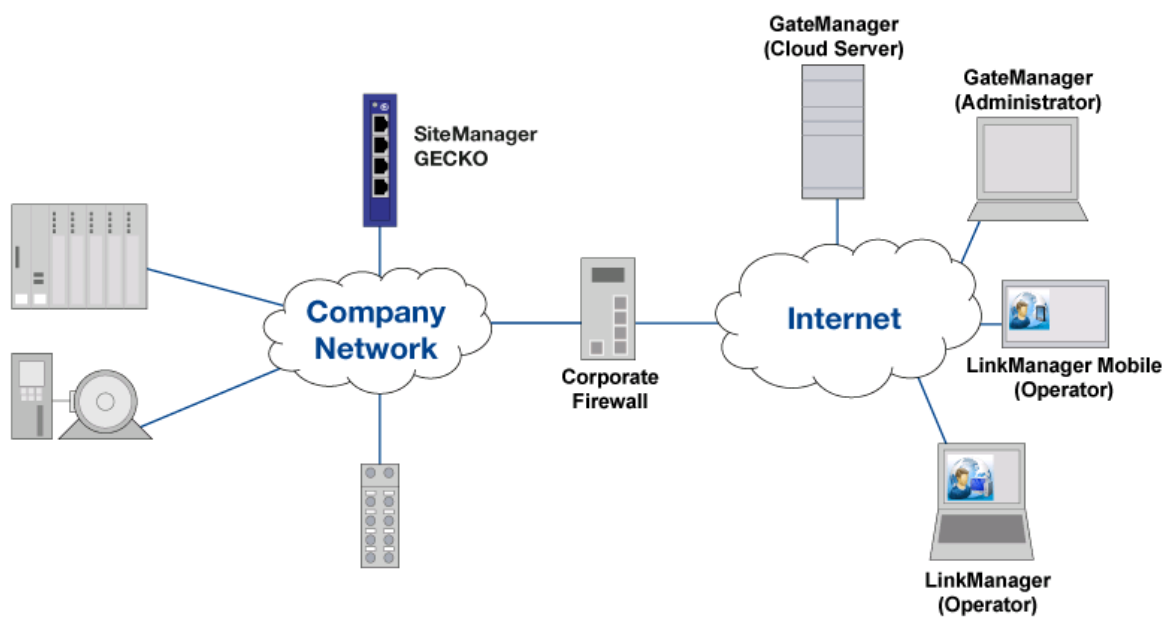 GateManager
(Cloud Server)
GateManager
(Administrator)
SiteManager
GECKO
Company
Network
Internet
Corporate
Firewall
LinkManager Mobile
(Operator)
LinkManager
(Operator)